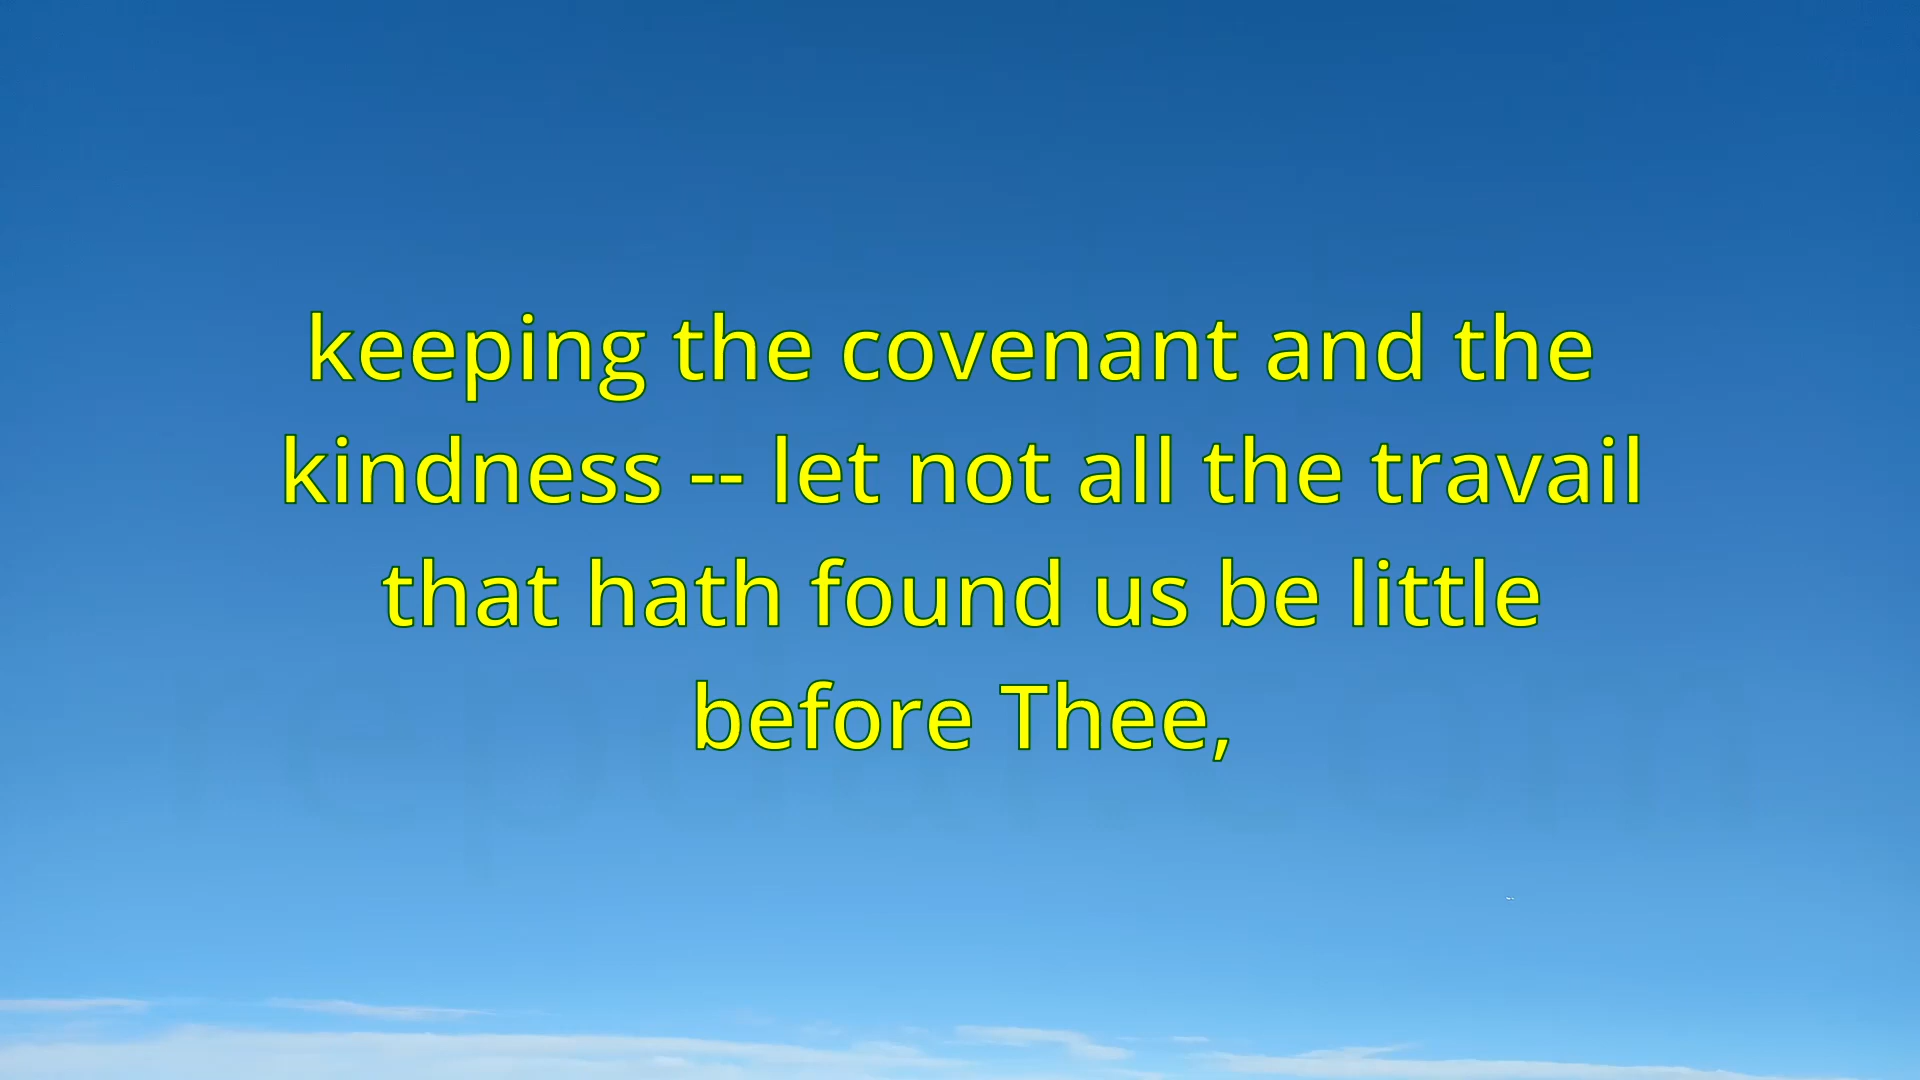 keeping the covenant and the
kindness -- let not all the travail
that hath found us be little
before Thee,